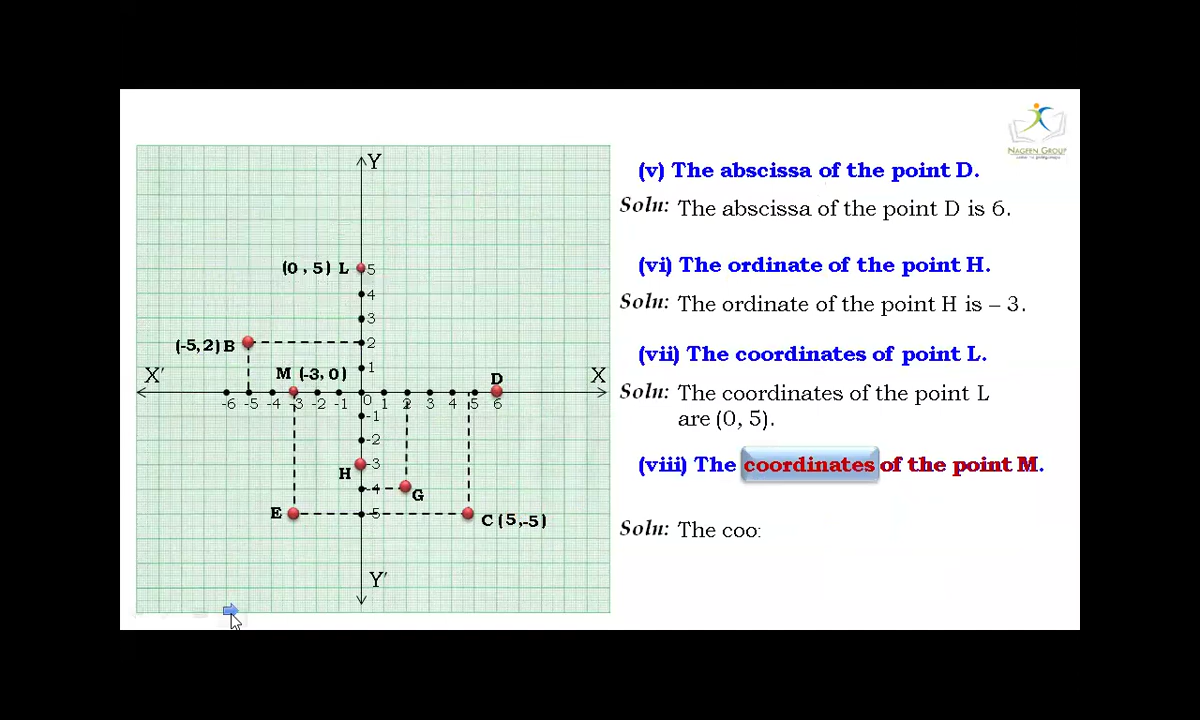 NAGEEN GROUP
Y
(v) The abscissa of the point D.
Soln: The abscissa of the point D is 6.
(0 , 5) L 5
(vi) The ordinate of the point H.
4
Soln: The ordinate of the point H is – 3.
3
(-5,2) B 2
(vii) The coordinates of point L.
1
X' M (-3, 0) D X
Soln: The coordinates of the point L
-6 -5 -4 -3 -2 -1 0 1 2 3 4 5 6
are (0, 5).
-1
-2
H -3
(viii) The coordinates of the point M.
-4 G
E -5 C (5,-5)
Soln: The coo
Y'